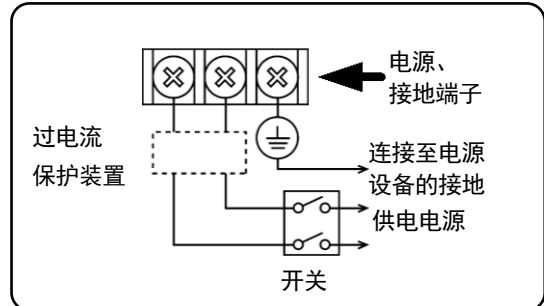 电源、
接地端子
过电流
保护装置
连接至电源
设备的接地
供电电源
开关